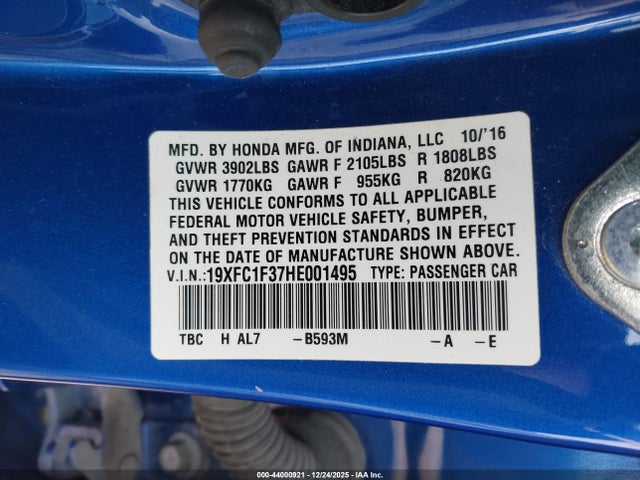 MFD. BY HONDA MFG. OF INDIANA, LLC 10/'16
GVWR 3902LBS GAWR F 2105LBS R 1808LBS
GVWR 1770KG GAWR F 955KG R 820KG
THIS VEHICLE CONFORMS TO ALL APPLICABLE
FEDERAL MOTOR VEHICLE SAFETY, BUMPER,
AND THEFT PREVENTION STANDARDS IN EFFECT
ON THE DATE OF MANUFACTURE SHOWN ABOVE.
V.I.N.:19XFC1F37HE001495 TYPE: PASSENGER CAR
TBC H AL7 -B593M -A -E
000-44000921 - 12/24/2025 - IAA, Inc.